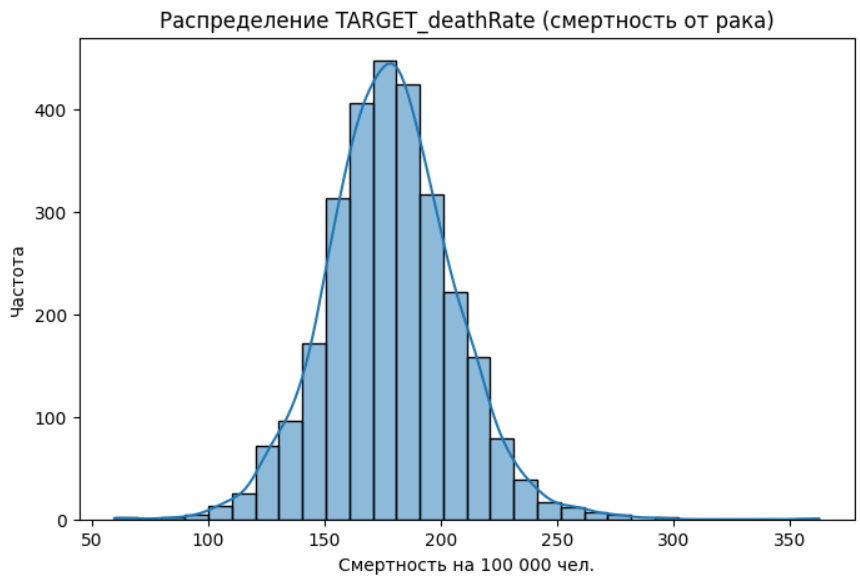 Распределение TARGET_deathRate (смертность от рака)
Частота
400
300
200
100
0
50 100 150 200 250 300 350
Смертность на 100 000 чел.